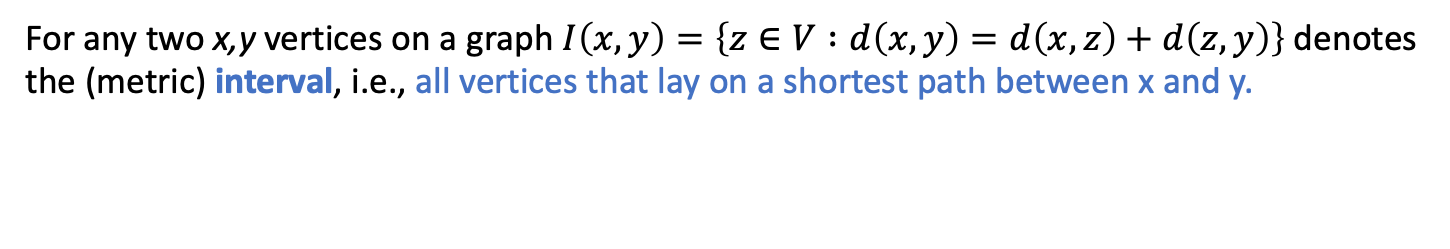 For any two x,y vertices on a graph I(x, y) = {z ∈ V : d(x, y) = d(x, z) + d(z, y)} denotes
the (metric) interval, i.e., all vertices that lay on a shortest path between x and y.